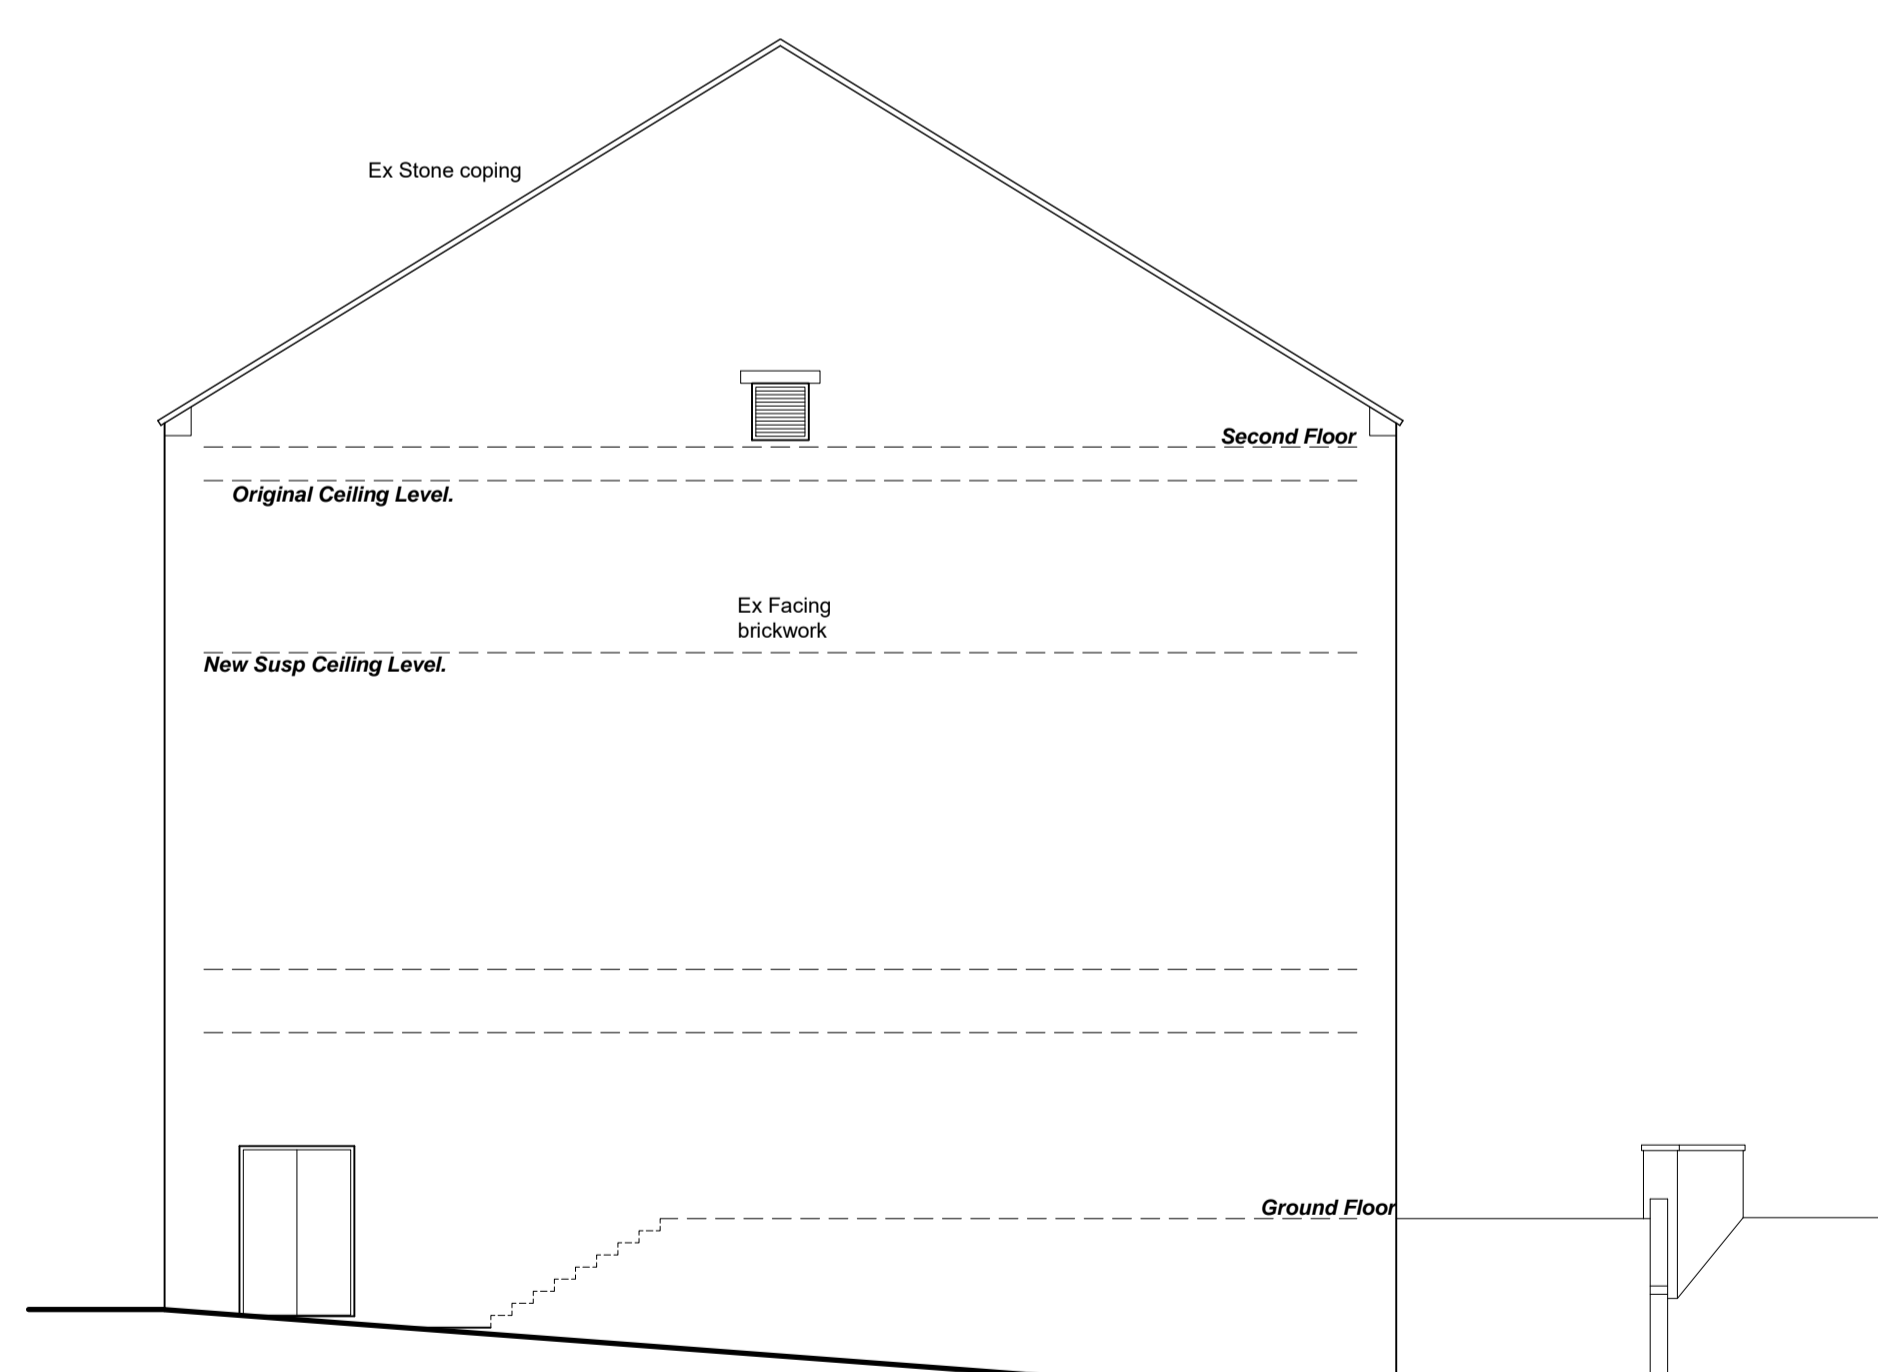 Ex Stone coping
Second Floor
Original Ceiling Level.
Ex Facing
brickwork
New Susp Ceiling Level.
Ground Floor